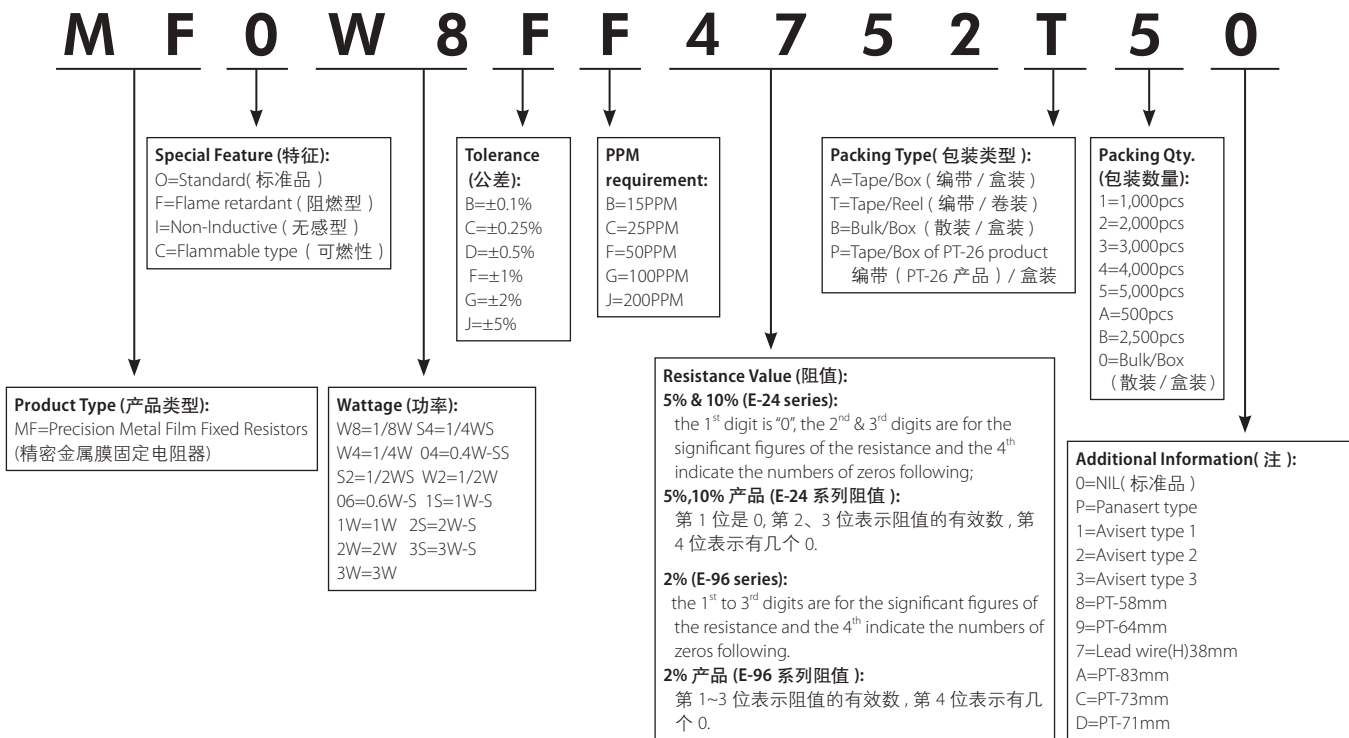 M F 0 W 8 F F 4 7 5 2 T 5 0
Special Feature (特征):
O=Standard( 标准品 )
F=Flame retardant ( 阻燃型 )
I=Non-Inductive ( 无感型 )
C=Flammable type ( 可燃性 )
Tolerance
(公差):
B=±0.1%
C=±0.25%
D=±0.5%
F=±1%
G=±2%
J=±5%
PPM
requirement:
B=15PPM
C=25PPM
F=50PPM
G=100PPM
J=200PPM
Packing Type( 包装类型 ):
A=Tape/Box ( 编带 / 盒装 )
T=Tape/Reel ( 编带 / 卷装 )
B=Bulk/Box ( 散装 / 盒装 )
P=Tape/Box of PT-26 product
编带 ( PT-26 产品 ) / 盒装
Packing Qty.
(包装数量):
1=1,000pcs
2=2,000pcs
3=3,000pcs
4=4,000pcs
5=5,000pcs
A=500pcs
B=2,500pcs
0=Bulk/Box
( 散装 / 盒装 )
Product Type (产品类型):
MF=Precision Metal Film Fixed Resistors
(精密金属膜固定电阻器)
Wattage (功率):
W8=1/8W S4=1/4WS
W4=1/4W 04=0.4W-SS
S2=1/2WS W2=1/2W
06=0.6W-S 1S=1W-S
1W=1W 2S=2W-S
2W=2W 3S=3W-S
3W=3W
Resistance Value (阻值):
5% & 10% (E-24 series):
the 1st digit is "0", the 2nd & 3rd digits are for the
significant figures of the resistance and the 4th
indicate the numbers of zeros following;
5%,10% 产品 (E-24 系列阻值 ):
第 1 位是 0, 第 2、3 位表示阻值的有效数 , 第
4 位表示有几个 0.
2% (E-96 series):
the 1st to 3rd digits are for the significant figures of
the resistance and the 4th indicate the numbers of
zeros following.
2% 产品 (E-96 系列阻值 ):
第 1~3 位表示阻值的有效数 , 第 4 位表示有几
个 0.
Additional Information( 注 ):
0=NIL( 标准品 )
P=Panasert type
1=Avisert type 1
2=Avisert type 2
3=Avisert type 3
8=PT-58mm
9=PT-64mm
7=Lead wire(H)38mm
A=PT-83mm
C=PT-73mm
D=PT-71mm